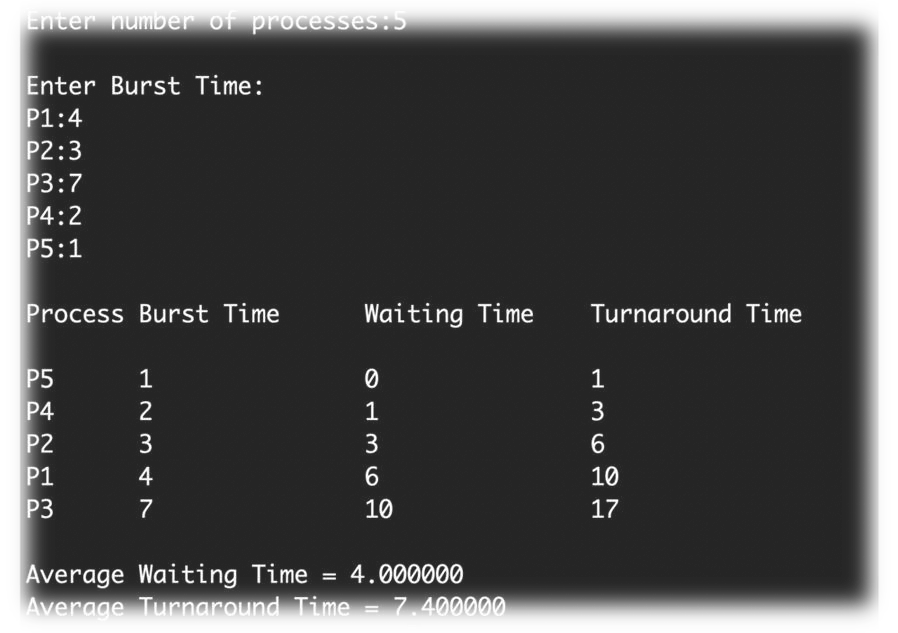 Enter number of processes:5
Enter Burst Time:
P1:4
P2:3
P3:7
P4:2
P5:1
Process Burst Time Waiting Time Turnaround Time
P5 1 0 1
P4 2 1 3
P2 3 3 6
P1 4 6 10
P3 7 10 17
Average Waiting Time = 4.000000
Average Turnaround Time = 7.400000